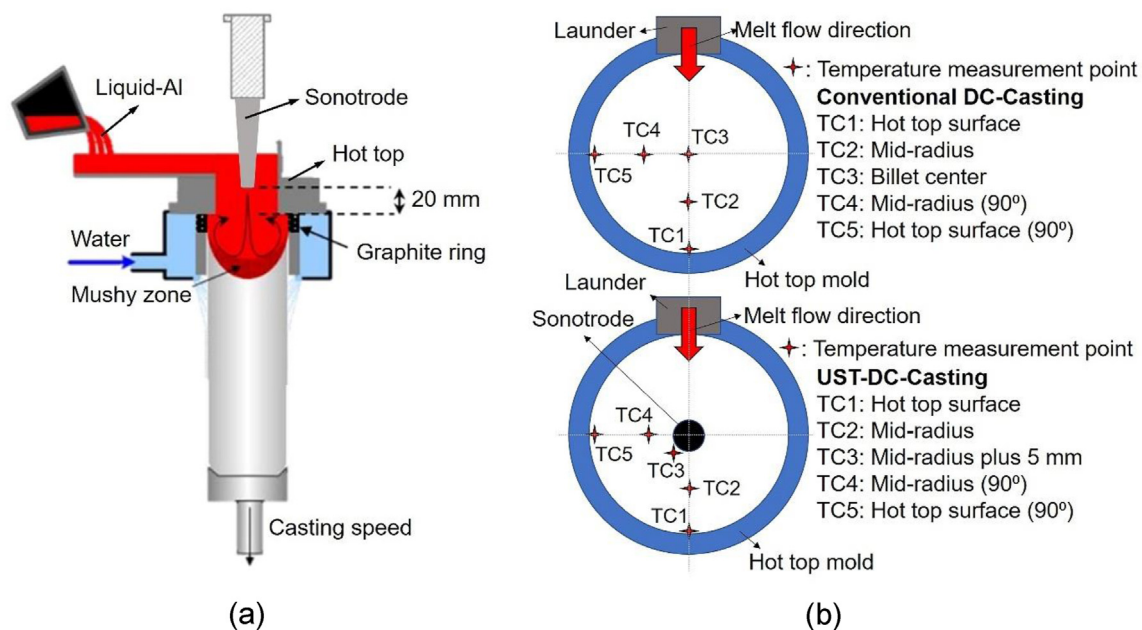 Liquid-Al
Sonotrode
Hot top
20 mm
Graphite ring
Water
Mushy zone
Casting speed
(a)
Launder
Melt flow direction
: Temperature measurement point
Conventional DC-Casting
TC1: Hot top surface
TC2: Mid-radius
TC3: Billet center
TC4: Mid-radius (90º)
TC5: Hot top surface (90º)
TC4
TC3
TC5
TC2
TC1
Hot top mold
Launder
Sonotrode
Melt flow direction
: Temperature measurement point
UST-DC-Casting
TC1: Hot top surface
TC2: Mid-radius
TC3: Mid-radius plus 5 mm
TC4: Mid-radius (90º)
TC5: Hot top surface (90º)
TC4
TC5
TC3
TC2
TC1
Hot top mold
(b)